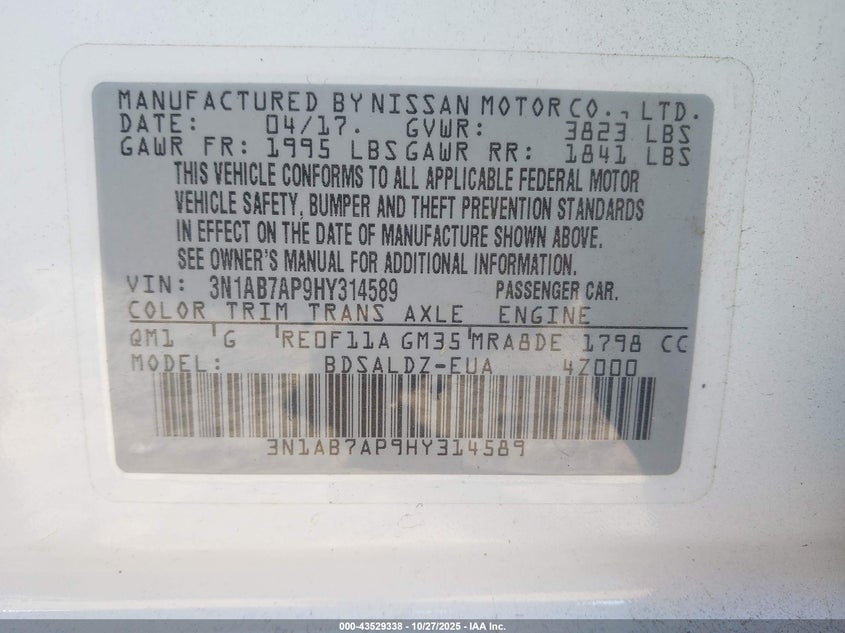 MANUFACTURED BY NISSAN MOTOR CO., LTD.
DATE: 04/17. GVWR: 3823 LBS
GAWR FR: 1995 LBS GAWR RR: 1841 LBS
THIS VEHICLE CONFORMS TO ALL APPLICABLE FEDERAL MOTOR
VEHICLE SAFETY, BUMPER AND THEFT PREVENTION STANDARDS
IN EFFECT ON THE DATE OF MANUFACTURE SHOWN ABOVE.
SEE OWNER'S MANUAL FOR ADDITIONAL INFORMATION.
VIN: 3N1AB7AP9HY314589 PASSENGER CAR.
COLOR TRIM TRANS AXLE ENGINE
QM1 G RE0F11A GM35 MRA8DE 1798 CC
MODEL: BDSALDZ-EUA 4Z000
3N1AB7AP9HY314589
000-43529338 - 10/27/2025 - IAA Inc.